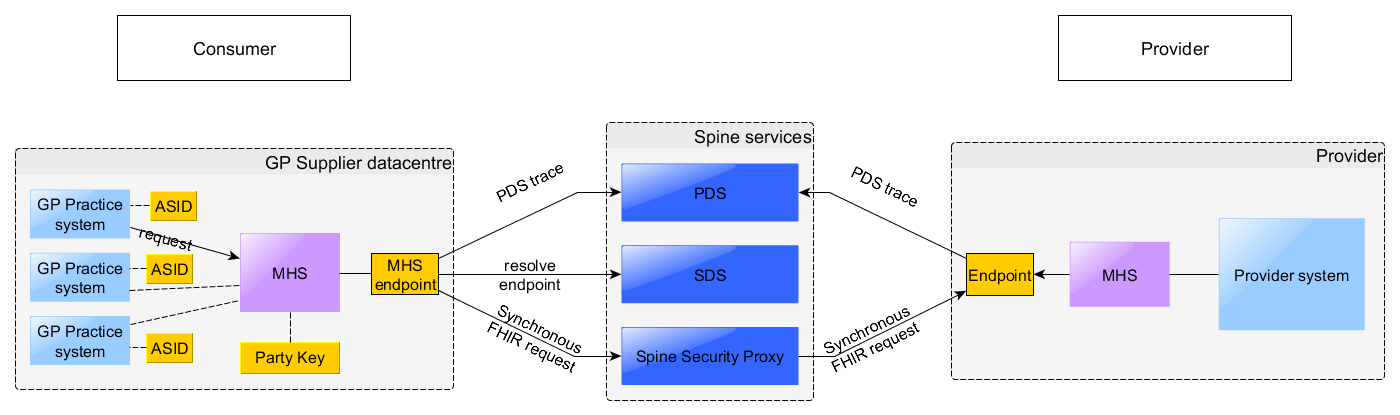 Consumer
Provider
GP Supplier datacentre
GP Practice
system
ASID
request
GP Practice
system
ASID
GP Practice
system
ASID
MHS
Party Key
MHS
endpoint
PDS trace
resolve
endpoint
Synchronous
FHIR request
Spine services
PDS
SDS
Spine Security Proxy
PDS trace
Synchronous
FHIR request
Provider
Endpoint
MHS
Provider system